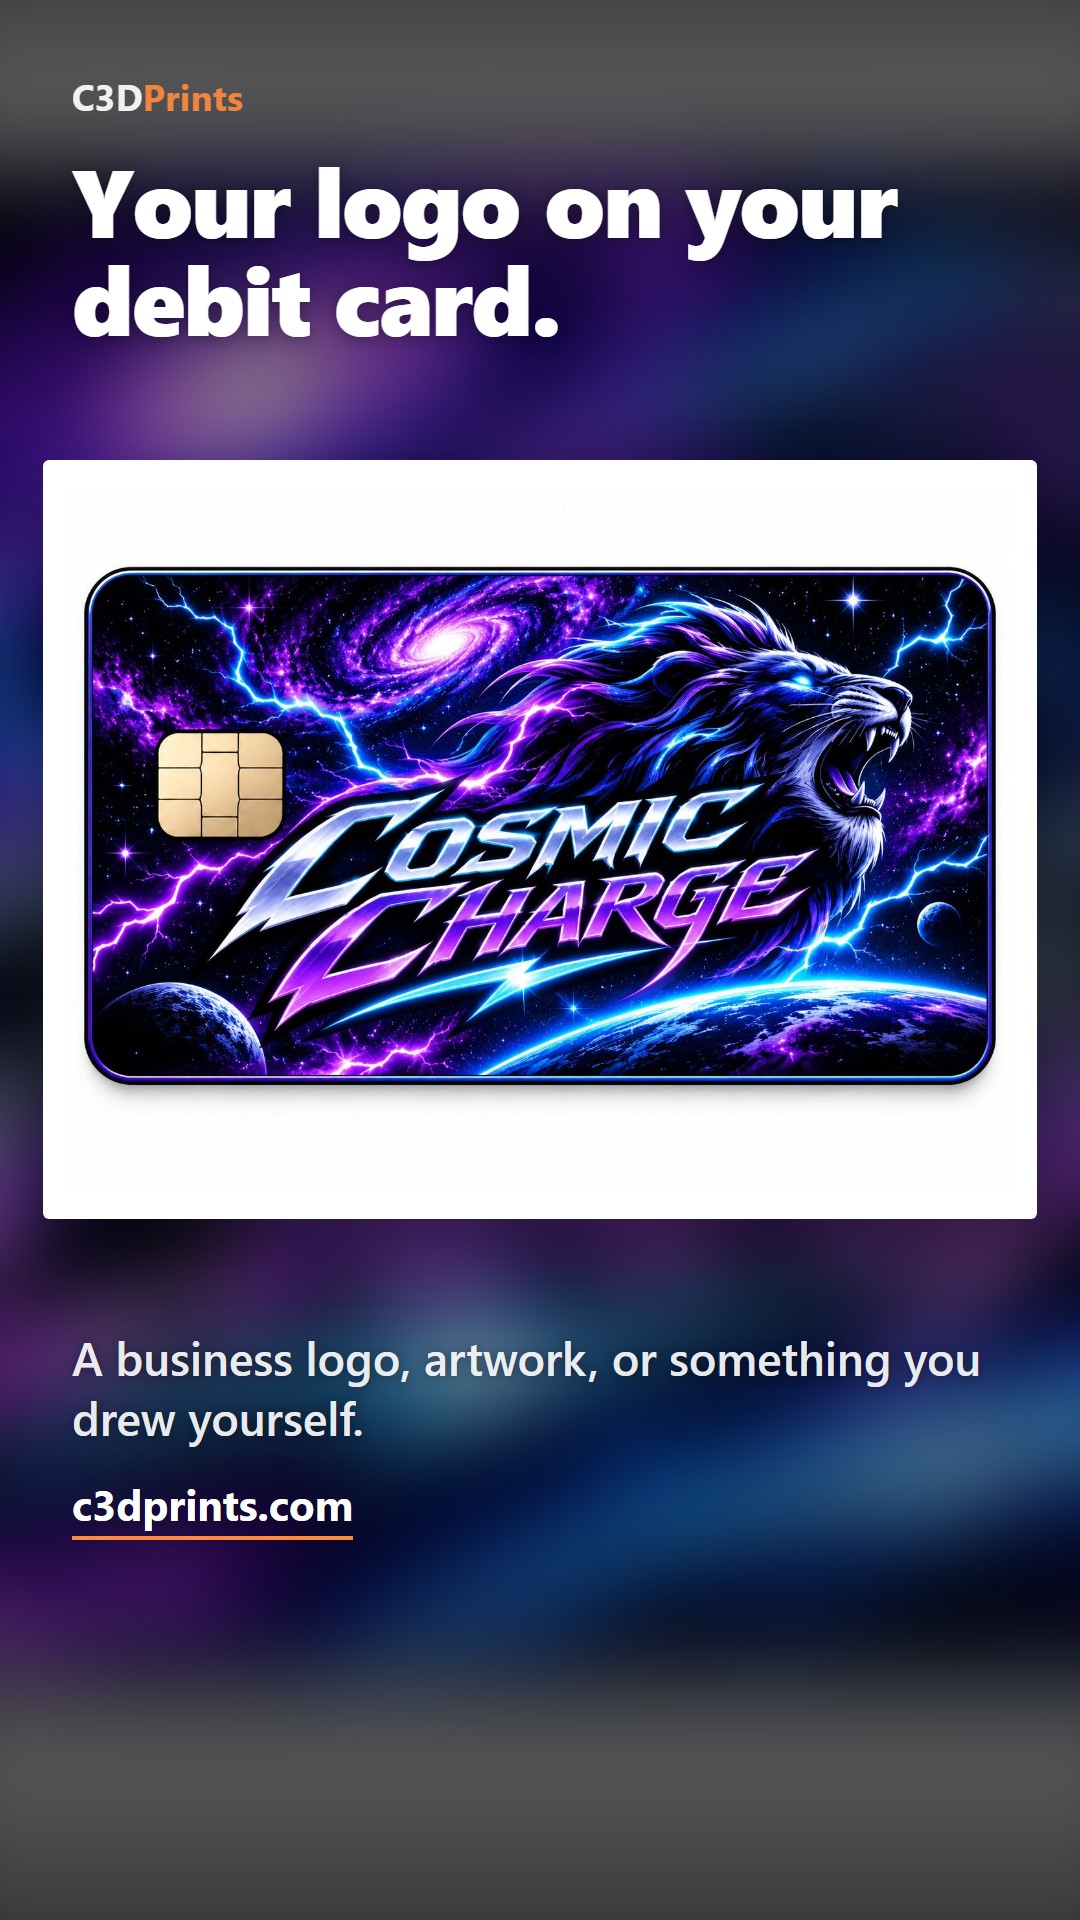 C3DPrints
Your logo on your
debit card.
COSMIC
CHARGE
A business logo, artwork, or something you
drew yourself.
c3dprints.com